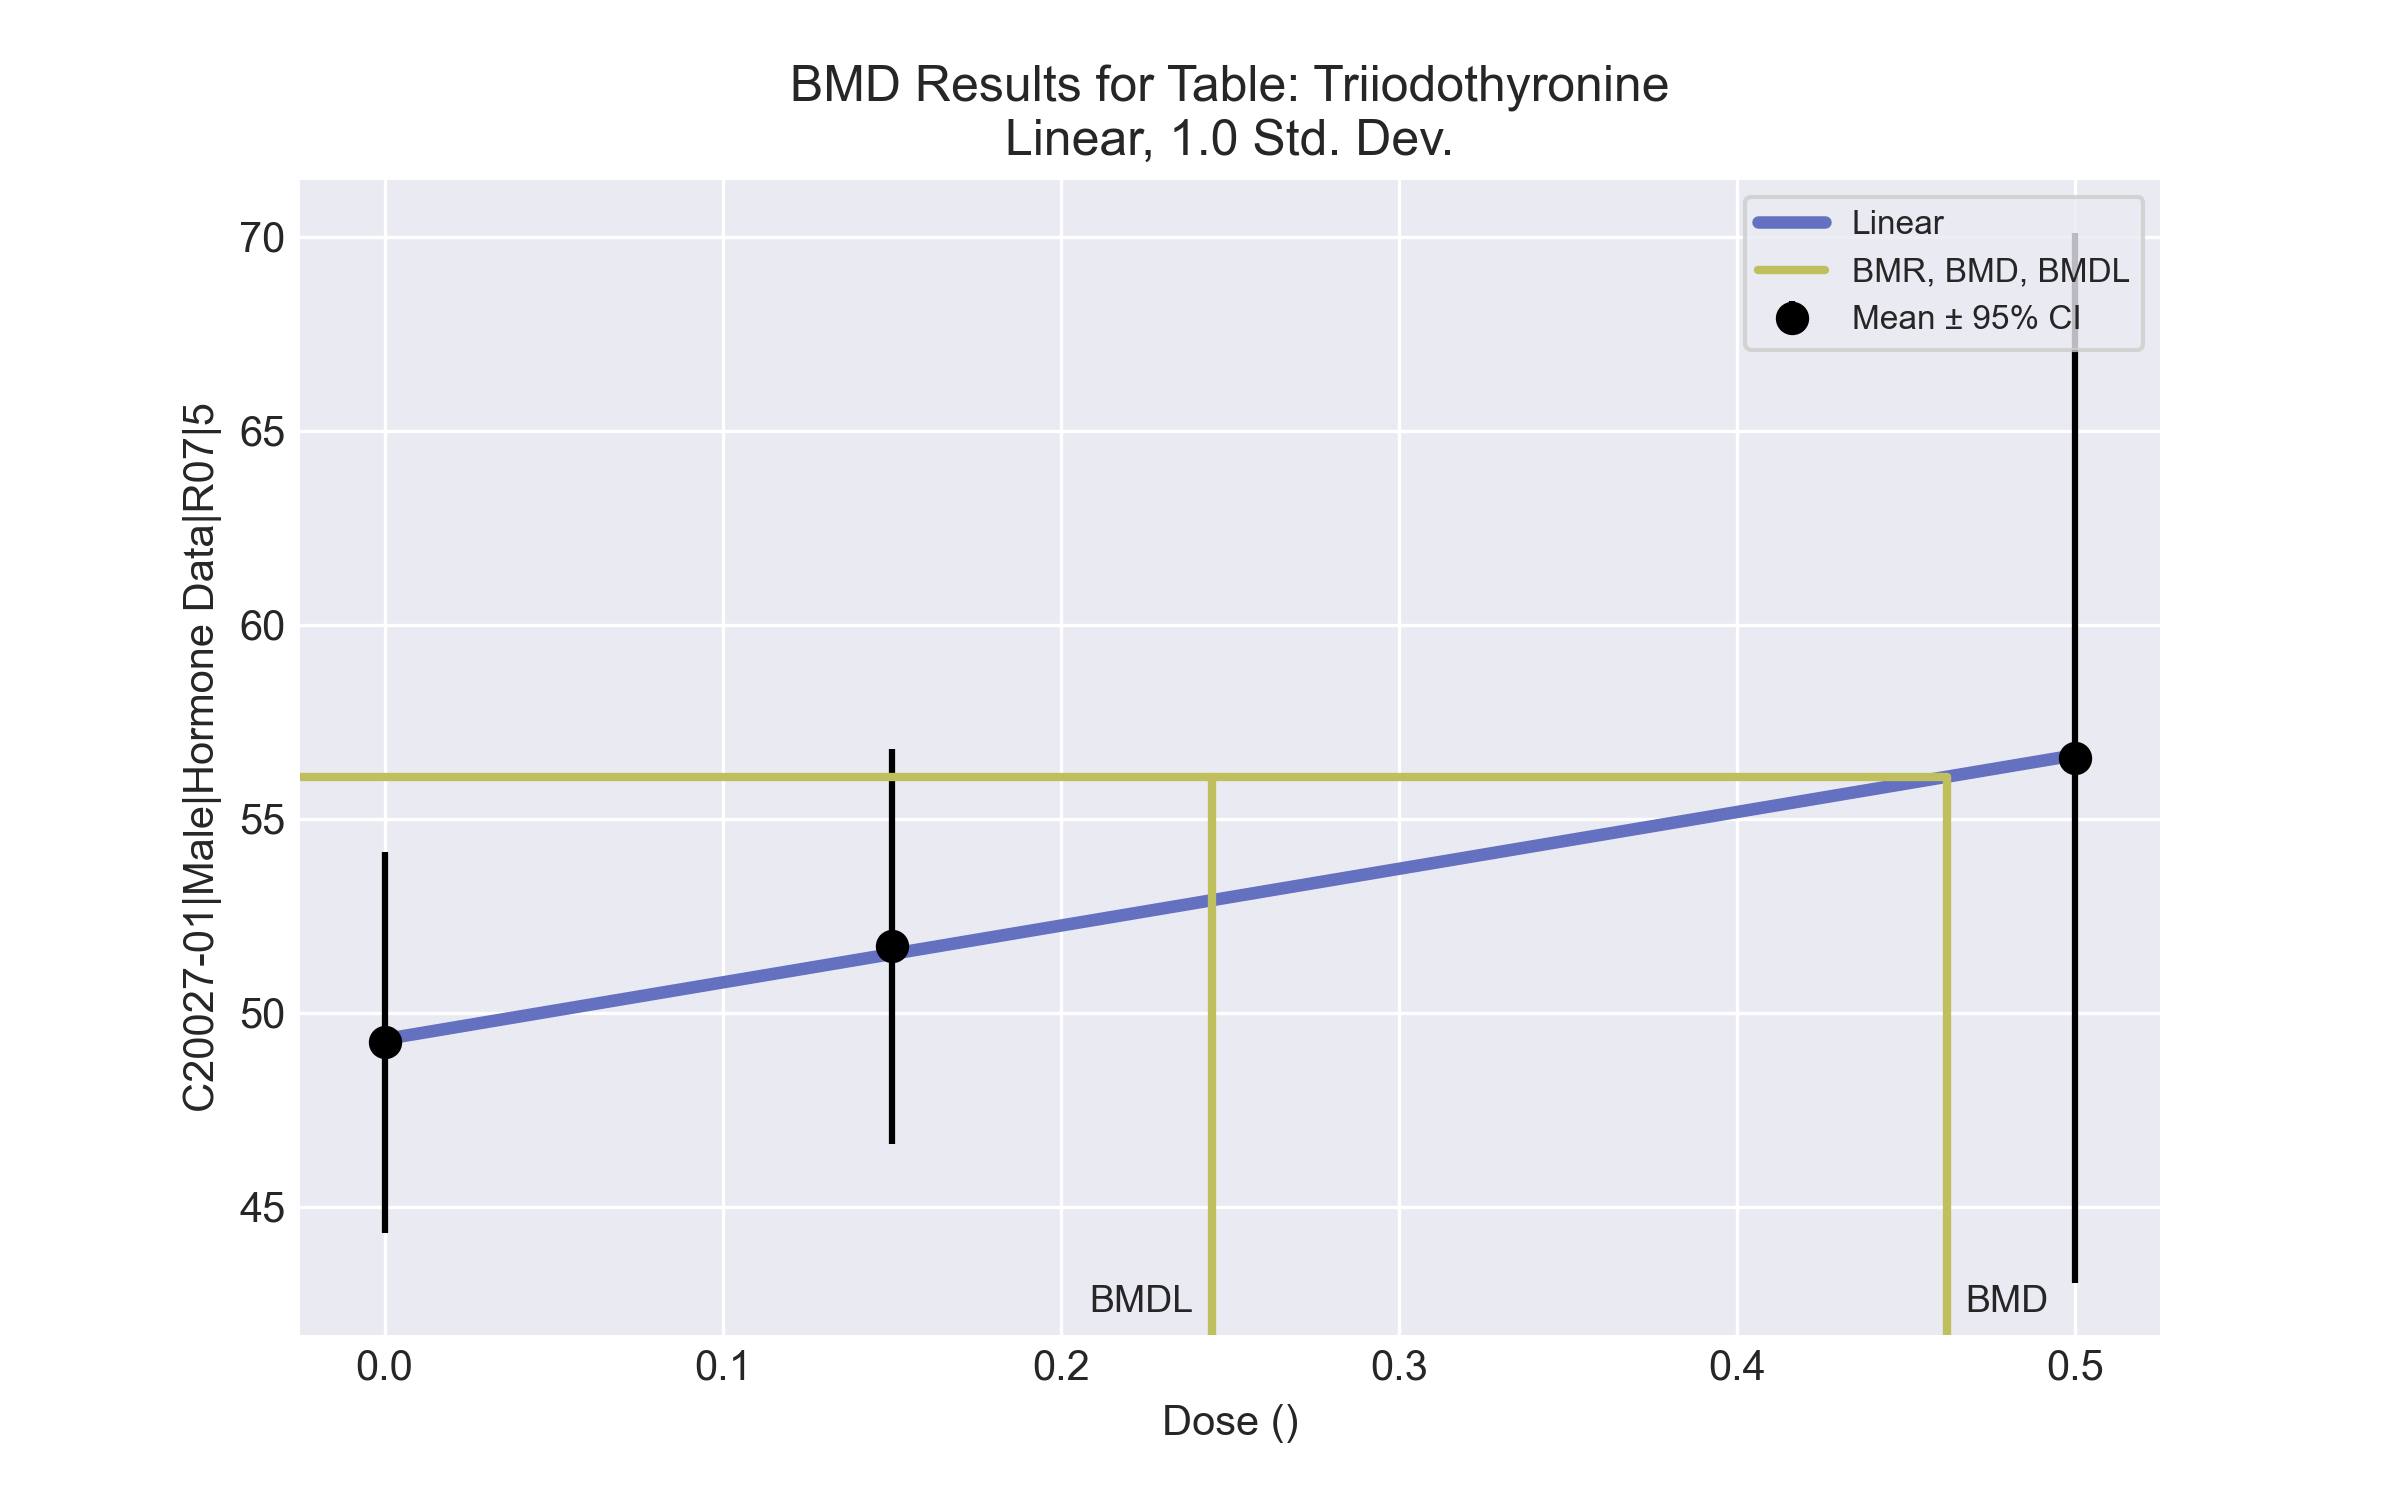 BMD Results for Table: Triiodothyronine
Linear, 1.0 Std. Dev.
Linear
BMR, BMD, BMDL
Mean ± 95% CI
C20027-01|Male|Hormone Data|R07|5
70
65
60
55
50
45
BMDL
BMD
0.0 0.1 0.2 0.3 0.4 0.5
Dose ()